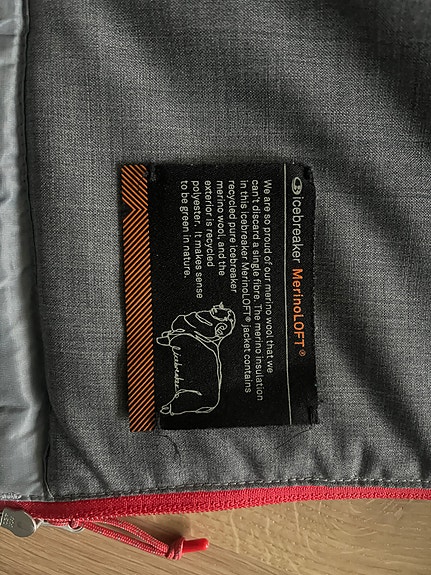 icebreaker MerinoLOFT®
We are so proud of our merino wool that we
can't discard a single fibre. The merino insulation
in this icebreaker MerinoLOFT® jacket contains
recycled pure icebreaker
merino wool, and the
exterior is recycled
polyester. It makes sense
to be green in nature.
icebreaker